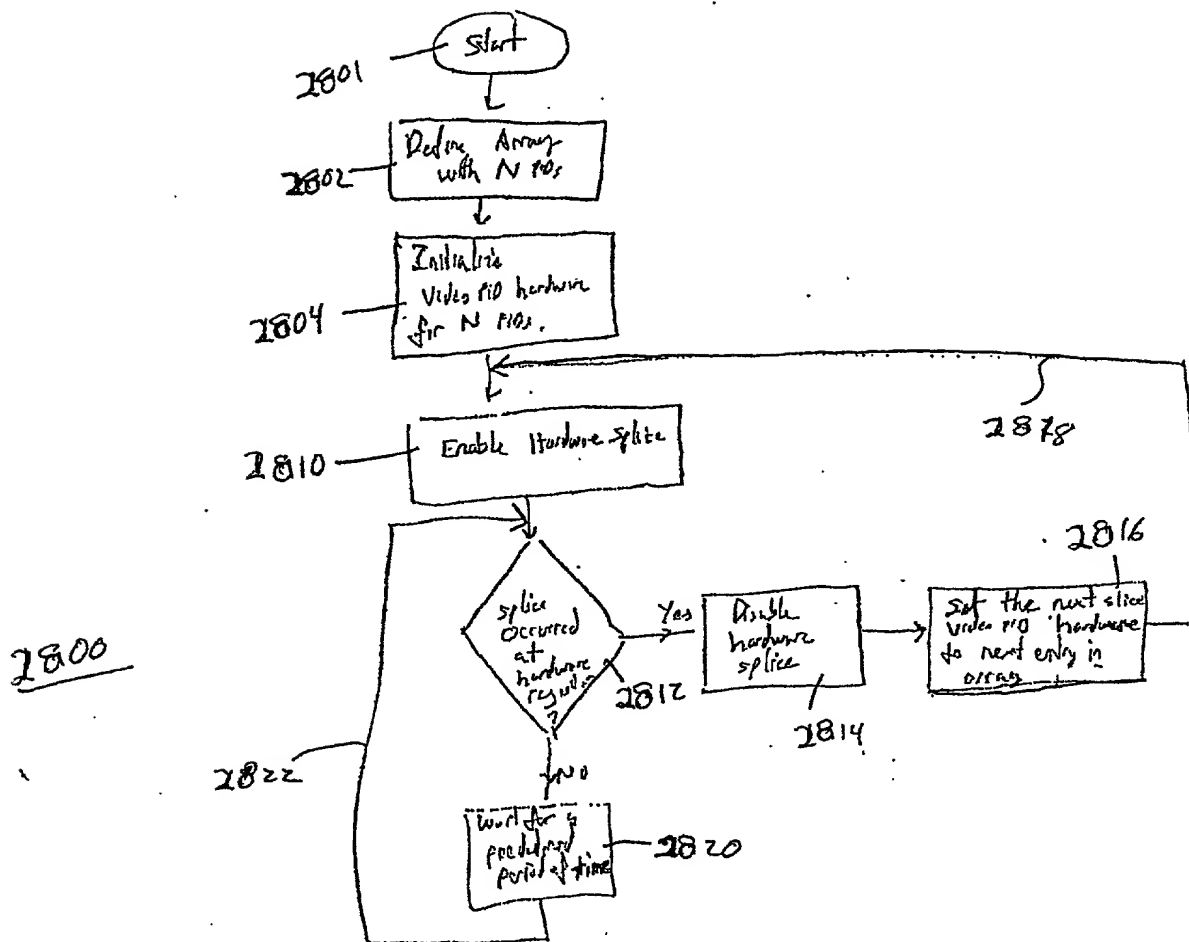 Start
2801
Define Array
with N PIDs
2802
Initialize
Video PID hardware
for N PIDs.
2804
2818
Enable Hardware Splice
2810
2816
splice
occurred
at
hardware
register
?
Yes
Disable
hardware
splice
Set the next slice
video PID hardware
to next entry in
array
2800
2812
2814
2822
NO
wait for a
predefined
period of time
2820